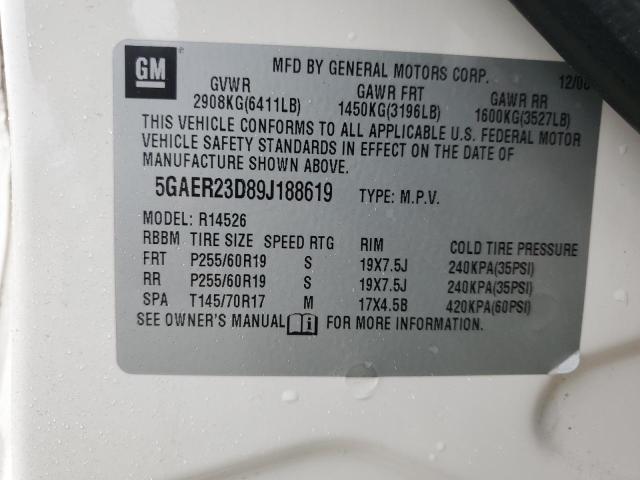 GM
MFD BY GENERAL MOTORS CORP.
GVWR GAWR FRT GAWR RR
2908KG(6411LB) 1450KG(3196LB) 1600KG(3527LB)
THIS VEHICLE CONFORMS TO ALL APPLICABLE U.S. FEDERAL MOTOR
VEHICLE SAFETY STANDARDS IN EFFECT ON THE DATE OF
MANUFACTURE SHOWN ABOVE.
5GAER23D89J188619 TYPE: M.P.V.
MODEL: R14526
RBBM TIRE SIZE SPEED RTG RIM COLD TIRE PRESSURE
FRT P255/60R19 S 19X7.5J 240KPA(35PSI)
RR P255/60R19 S 19X7.5J 240KPA(35PSI)
SPA T145/70R17 M 17X4.5B 420KPA(60PSI)
SEE OWNER'S MANUAL FOR MORE INFORMATION.